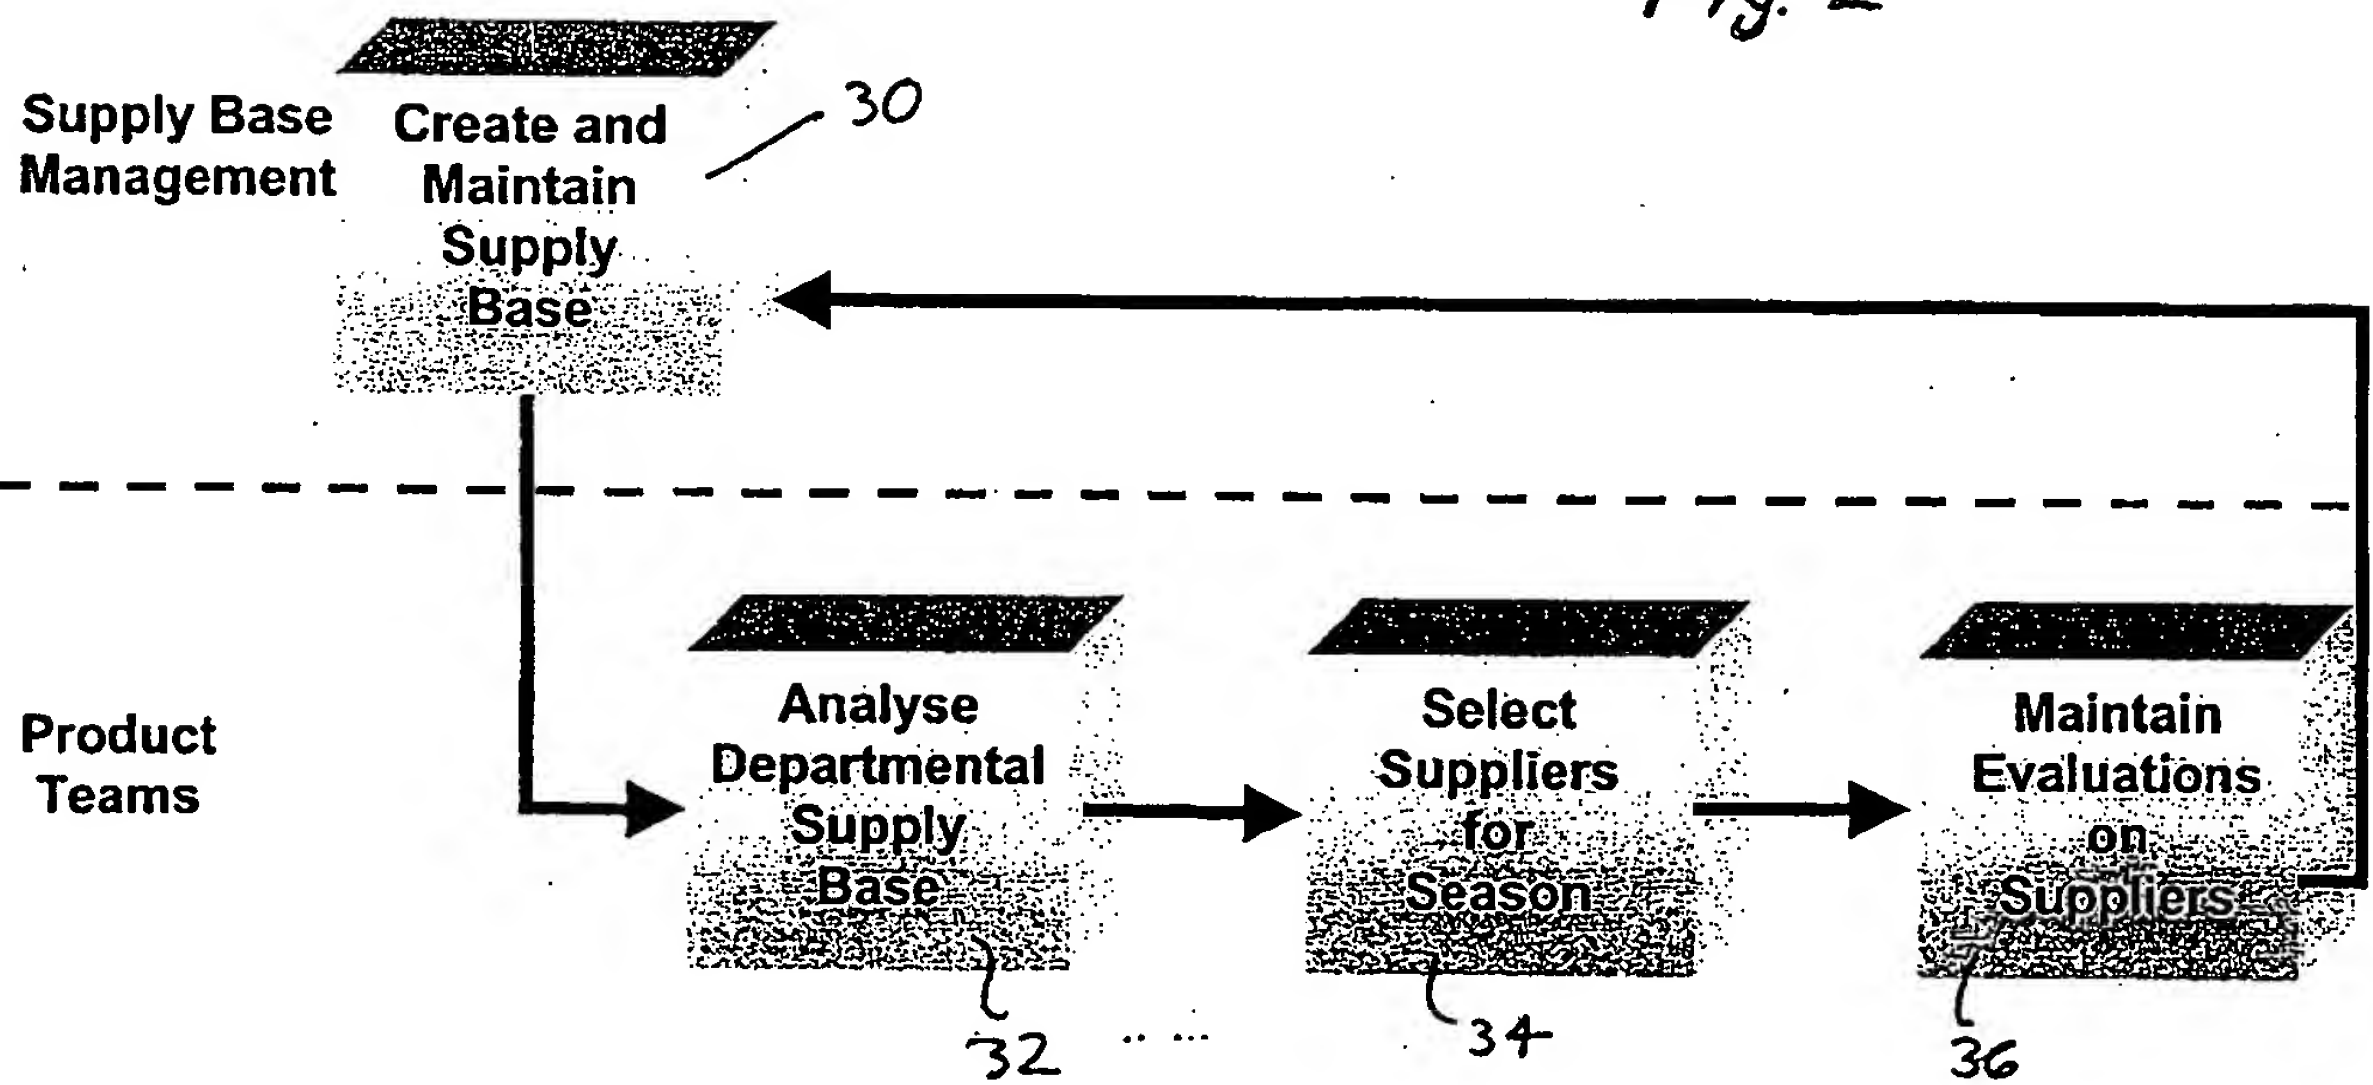 Fig. 2
Supply Base
Management
Create and
Maintain
Supply
Base
30
Product
Teams
Analyse
Departmental
Supply
Base
32
Select
Suppliers
for
Season
34
Maintain
Evaluations
on
Suppliers
36